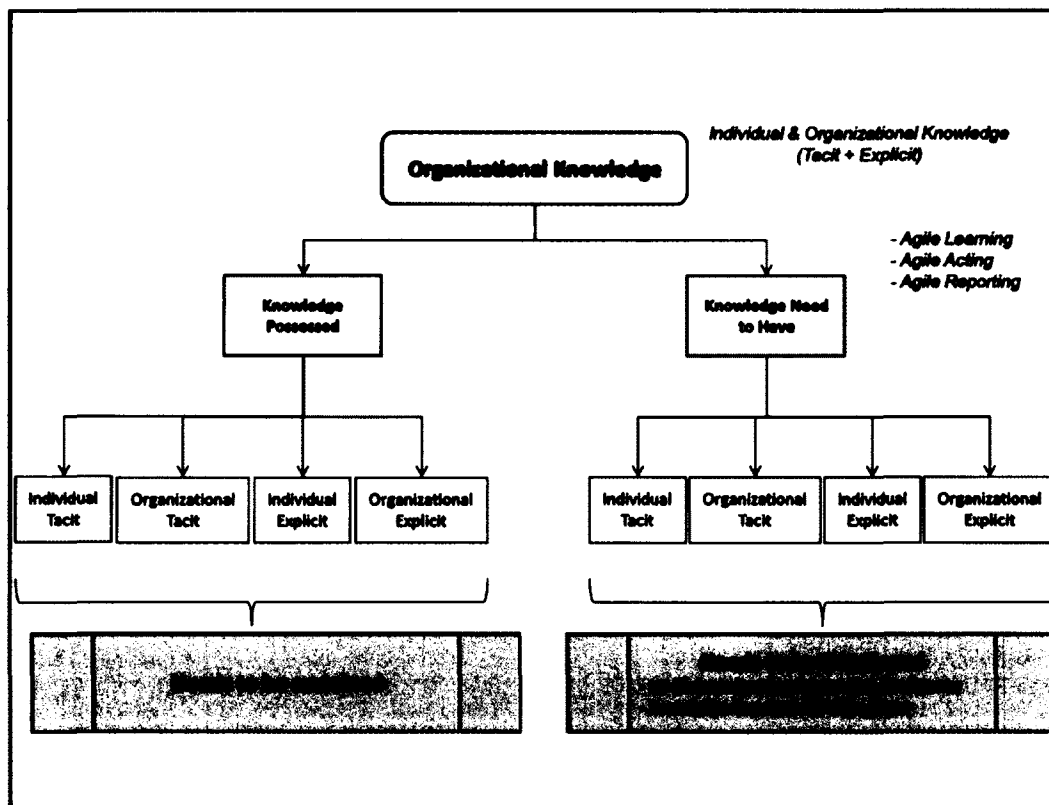 Individual & Organizational Knowledge
(Tacit + Explicit)
Organizational Knowledge
- Agile Learning
- Agile Acting
- Agile Reporting
Knowledge
Possessed
Knowledge Need
to Have
Individual
Tacit
Organizational
Tacit
Individual
Explicit
Organizational
Explicit
Individual
Tacit
Organizational
Tacit
Individual
Explicit
Organizational
Explicit